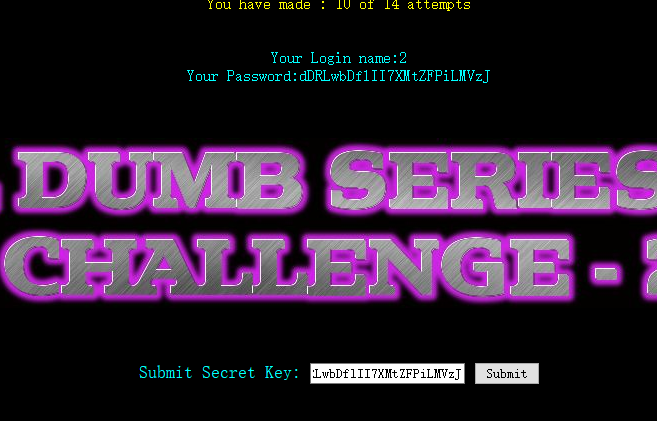 You have made : 10 of 14 attempts
Your Login name:2
Your Password:dDRLwbDf1II7XMtZFPiLMVzJ
DUMB SERIES
CHALLENGE -
Submit Secret Key: LwbDf1II7XMtZFPiLMVzJ Submit